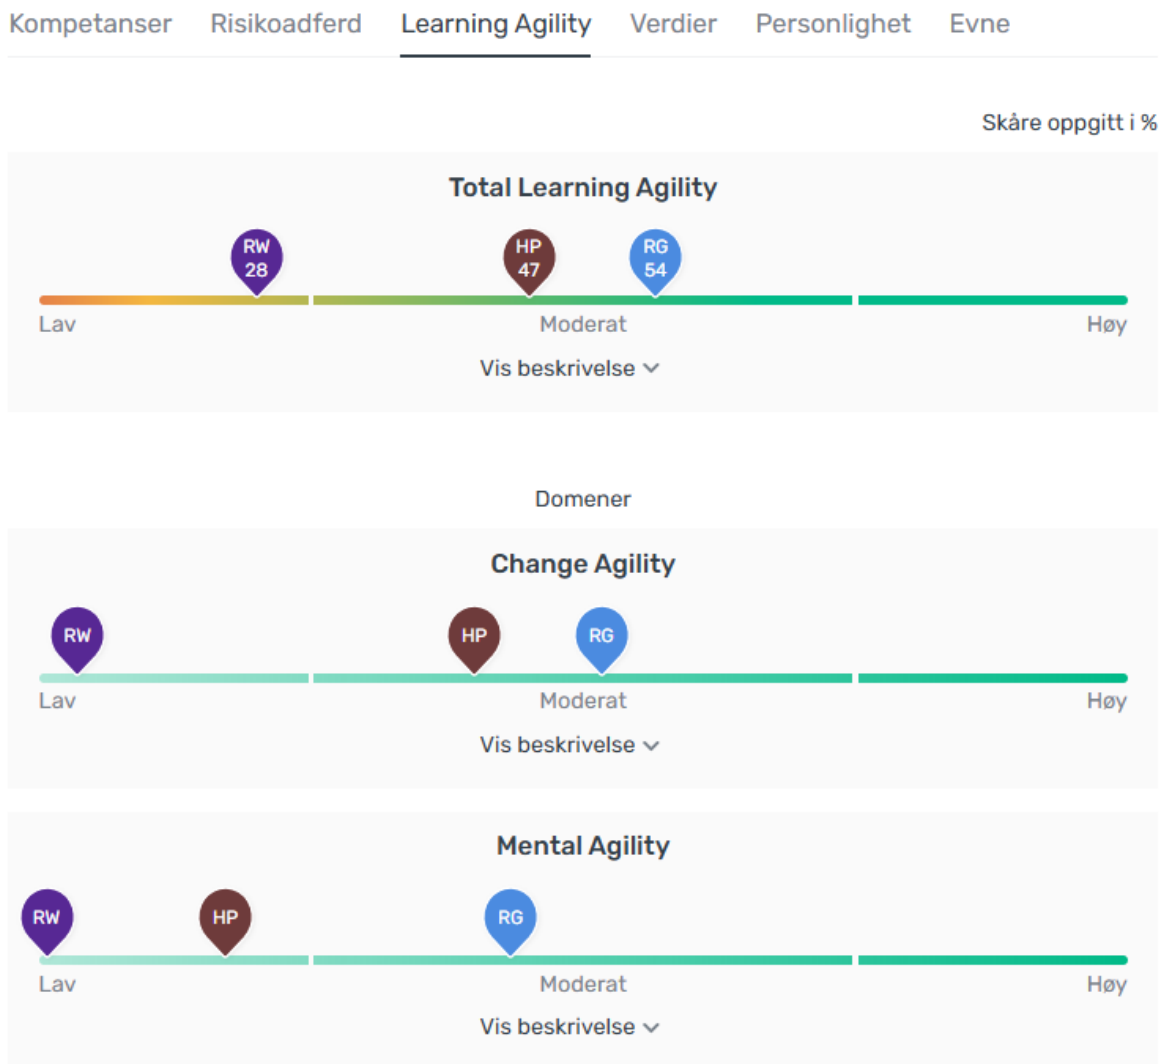 Kompetanser Risikoadferd Learning Agility Verdier Personlighet Evne
Skåre oppgitt i %
Total Learning Agility
RW 28
HP 47
RG 54
Lav Moderat Høy
Vis beskrivelse
Domener
Change Agility
RW HP RG
Lav Moderat Høy
Vis beskrivelse
Mental Agility
RW HP RG
Lav Moderat Høy
Vis beskrivelse